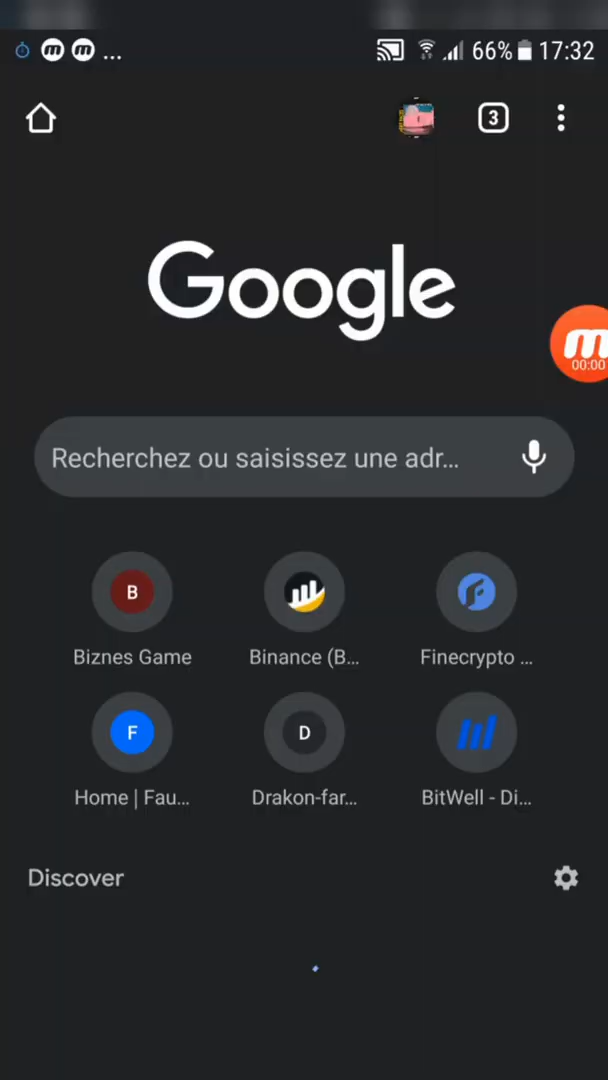 ... 66% 17:32
3
Google
00:00
Recherchez ou saisissez une adr...
B
Biznes Game Binance (B... Finecrypto ...
F D
Home | Fau... Drakon-far... BitWell - Di...
Discover